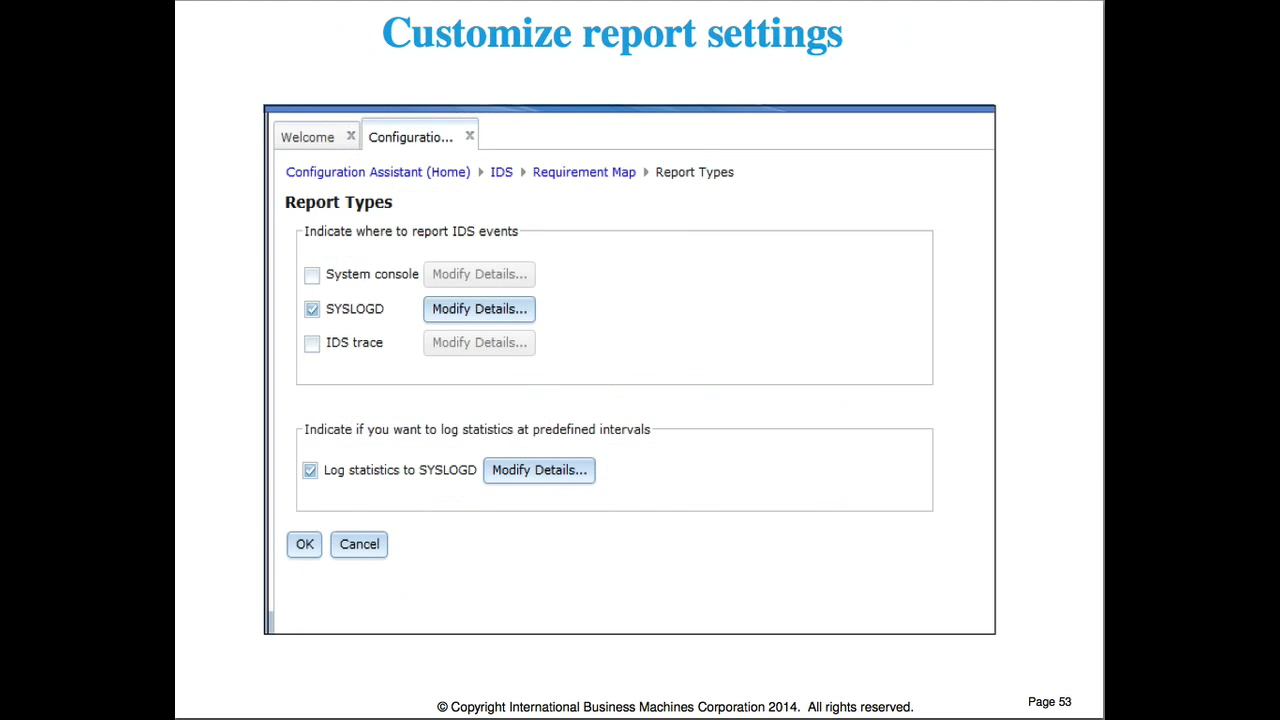 Customize report settings
Welcome x Configuratio... x
Configuration Assistant (Home) IDS Requirement Map Report Types
Report Types
Indicate where to report IDS events
System console Modify Details...
SYSLOGD Modify Details...
IDS trace Modify Details...
Indicate if you want to log statistics at predefined intervals
Log statistics to SYSLOGD Modify Details...
OK Cancel
© Copyright International Business Machines Corporation 2014. All rights reserved.
Page 53